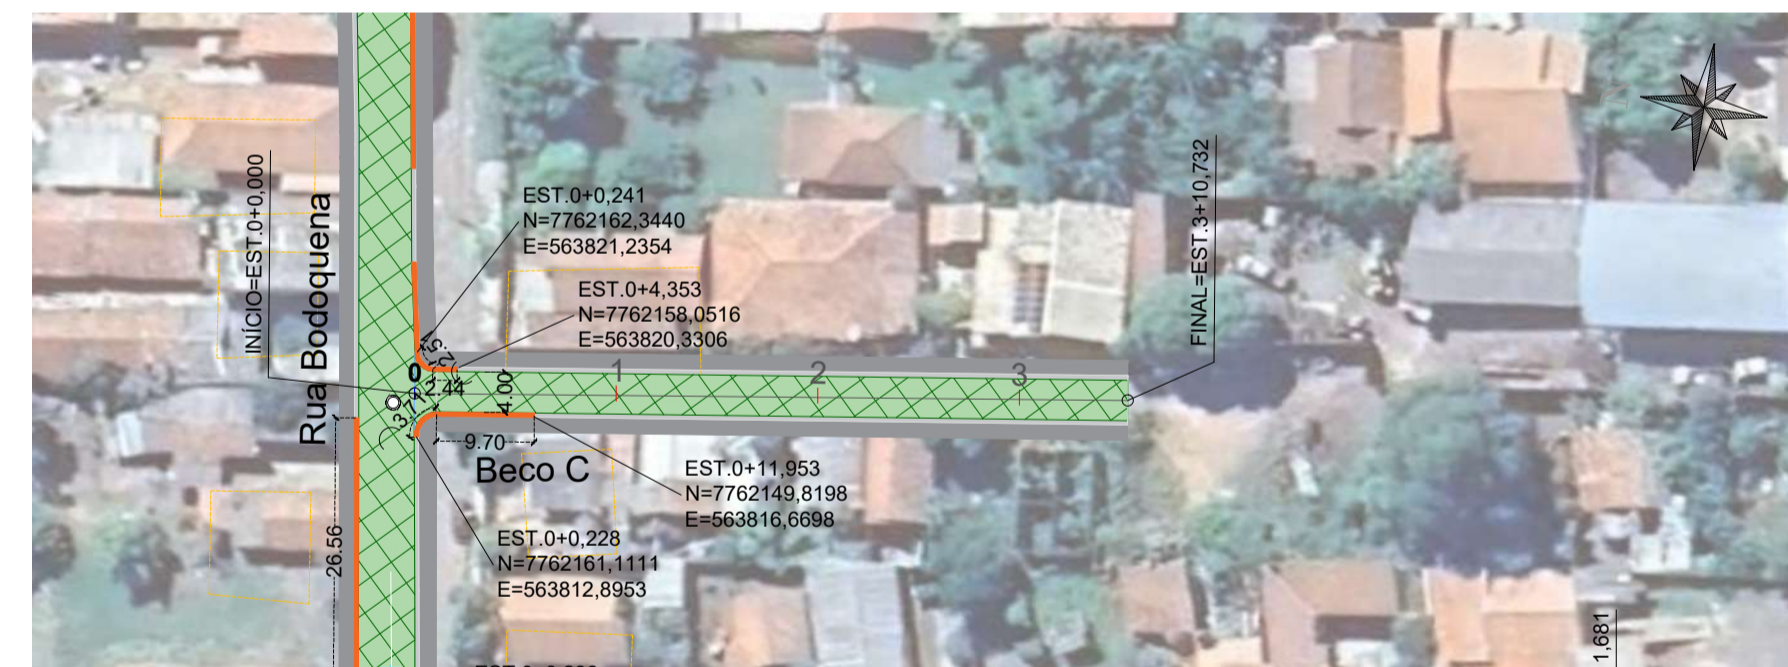 INÍCIO=EST.0+0,000
Rua Bodoquena
EST.0+0,241
N=7762162,3440
E=563821,2354
EST.0+4,353
N=7762158,0516
E=563820,3306
FINAL=EST.3+10,732
0
1
2
3
2.44
4.00
9.70
Beco C
EST.0+11,953
N=7762149,8198
E=563816,6698
EST.0+0,228
N=7762161,1111
E=563812,8953
26.56
1,681